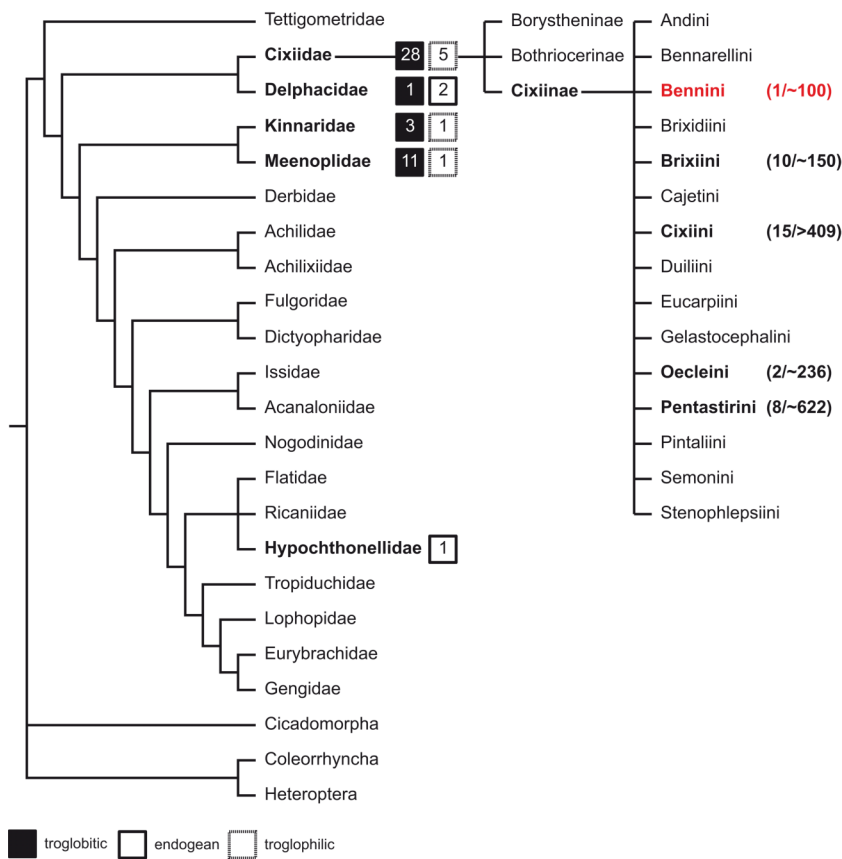 Tettigometridae Borystheninae Andini
Cixiidae 28 5 Bothriocerinae Bennarellini
Delphacidae 1 2 Cixiinae Bennini (1/~100)
Kinnaridae 3 1 Brixidiini
Meenoplidae 11 1 Brixiini (10/~150)
Derbidae Cajetini
Achilidae Cixiini (15/>409)
Achilixiidae Duiliini
Fulgoridae Eucarpiini
Dictyopharidae Gelastocephalini
Issidae Oecleini (2/~236)
Acanaloniidae Pentastirini (8/~622)
Nogodinidae Pintaliini
Flatidae Semonini
Ricaniidae Stenophlepsiini
Hypochthonellidae 1
Tropiduchidae
Lophopidae
Eurybrachidae
Gengidae
Cicadomorpha
Coleorrhyncha
Heteroptera
troglobitic endogean troglophilic